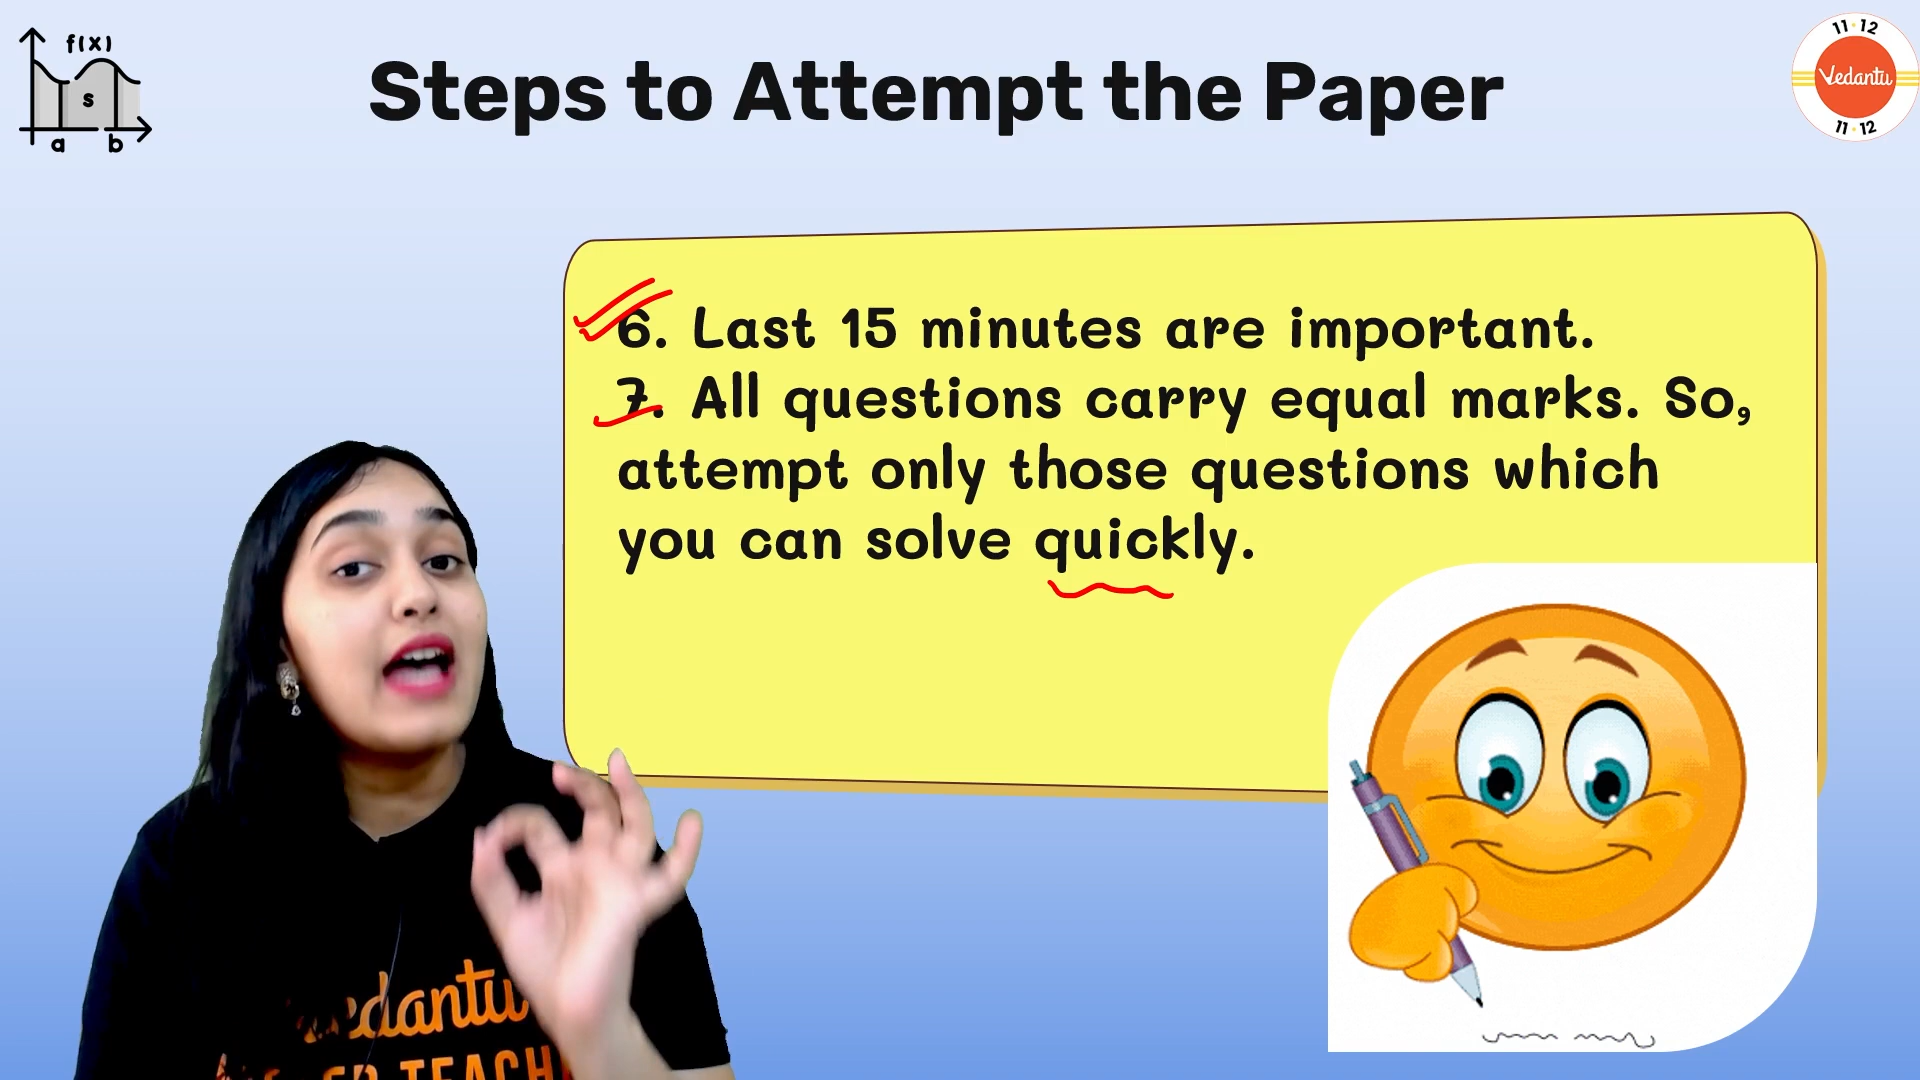 f(x)
s
a b
Steps to Attempt the Paper
11·12
Vedantu
11·12
6. Last 15 minutes are important.
7. All questions carry equal marks. So,
attempt only those questions which
you can solve quickly.